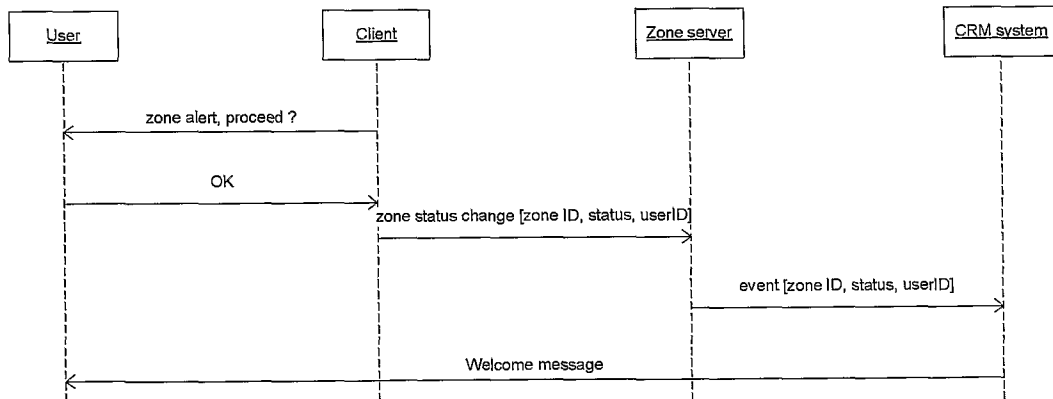 User
Client
Zone server
CRM system
zone alert, proceed ?
OK
zone status change [zone ID, status, userID]
event [zone ID, status, userID]
Welcome message